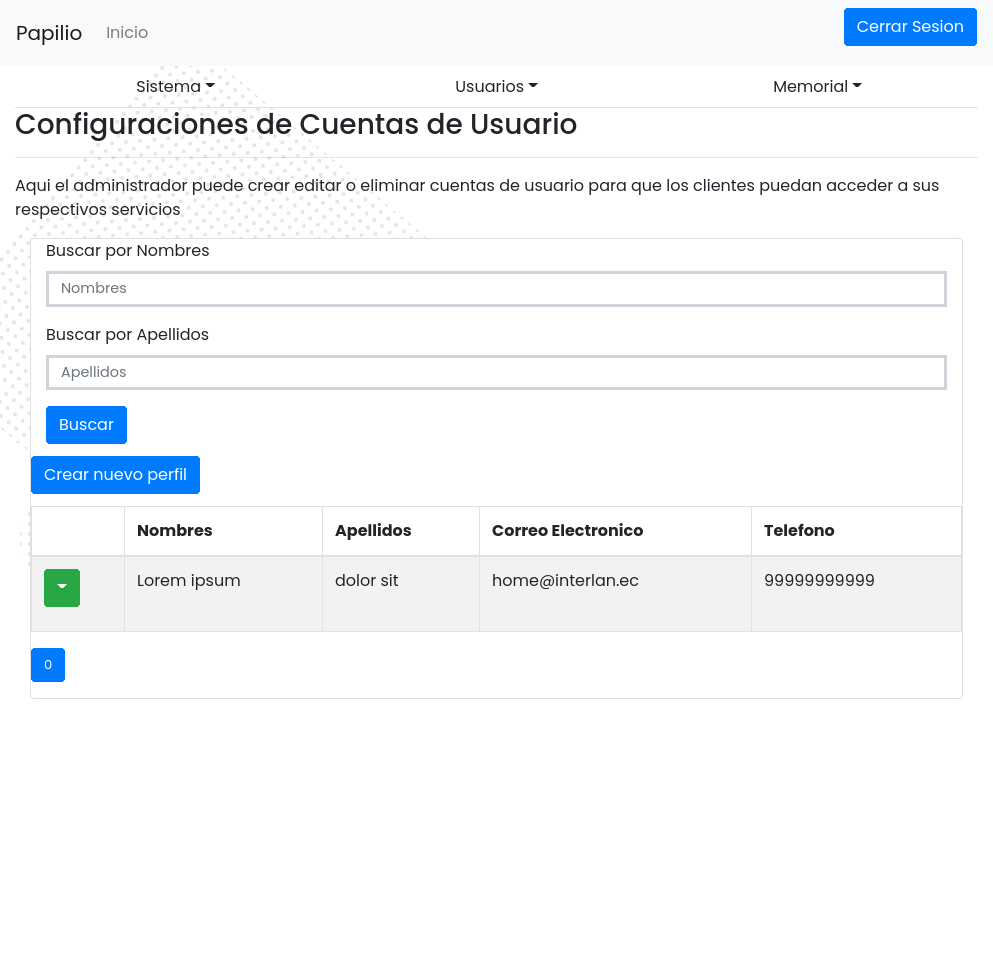 Papilio Inicio Cerrar Sesion
Sistema Usuarios Memorial
Configuraciones de Cuentas de Usuario
Aqui el administrador puede crear editar o eliminar cuentas de usuario para que los clientes puedan acceder a sus
respectivos servicios
Buscar por Nombres
Nombres
Buscar por Apellidos
Apellidos
Buscar
Crear nuevo perfil
Nombres Apellidos Correo Electronico Telefono
Lorem ipsum dolor sit home@interlan.ec 99999999999
0